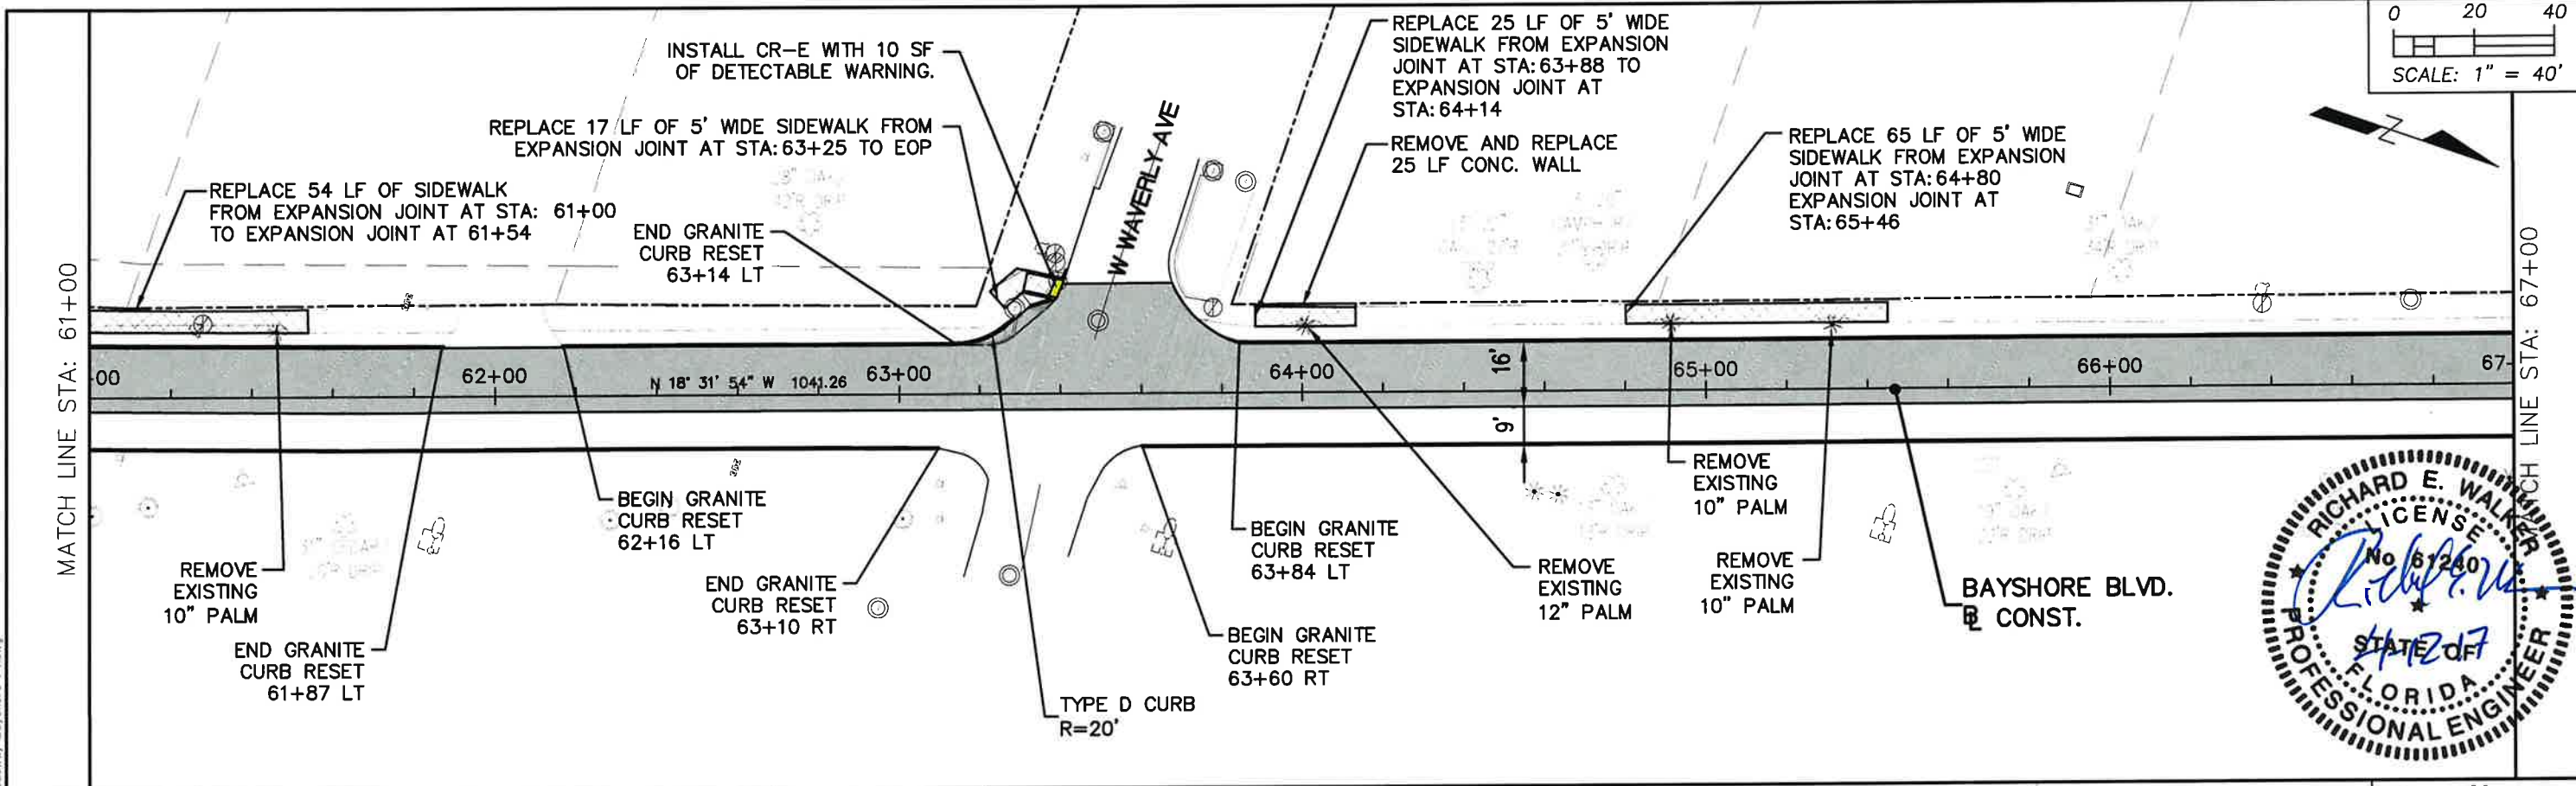 INSTALL CR-E WITH 10 SF
OF DETECTABLE WARNING.
REPLACE 17 LF OF 5' WIDE SIDEWALK FROM
EXPANSION JOINT AT STA: 63+25 TO EOP
REPLACE 54 LF OF SIDEWALK
FROM EXPANSION JOINT AT STA: 61+00
TO EXPANSION JOINT AT 61+54
END GRANITE
CURB RESET
63+14 LT
W WAVERLY AVE
REPLACE 25 LF OF 5' WIDE
SIDEWALK FROM EXPANSION
JOINT AT STA: 63+88 TO
EXPANSION JOINT AT
STA: 64+14
REMOVE AND REPLACE
25 LF CONC. WALL
REPLACE 65 LF OF 5' WIDE
SIDEWALK FROM EXPANSION
JOINT AT STA: 64+80
EXPANSION JOINT AT
STA: 65+46
0 20 40
SCALE: 1" = 40'
Z
MATCH LINE STA: 61+00
MATCH LINE STA: 67+00
00
62+00
N 18° 31' 54" W 1041.26
63+00
64+00
16'
65+00
66+00
67
9'
REMOVE
EXISTING
10" PALM
END GRANITE
CURB RESET
61+87 LT
BEGIN GRANITE
CURB RESET
62+16 LT
END GRANITE
CURB RESET
63+10 RT
TYPE D CURB
R=20'
BEGIN GRANITE
CURB RESET
63+60 RT
BEGIN GRANITE
CURB RESET
63+84 LT
REMOVE
EXISTING
12" PALM
REMOVE
EXISTING
10" PALM
REMOVE
EXISTING
10" PALM
BAYSHORE BLVD.
BL CONST.
RICHARD E. WALKER
LICENSE
No 61240
STATE OF
FLORIDA
PROFESSIONAL ENGINEER
4-12-17